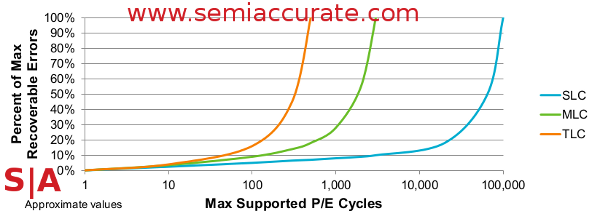 www.semiaccurate.com
Percent of Max
Recoverable Errors
100%
90%
80%
70%
60%
50%
40%
30%
20%
10%
0%
1
10
100
1,000
10,000
100,000
SLC
MLC
TLC
S|A
Approximate values
Max Supported P/E Cycles